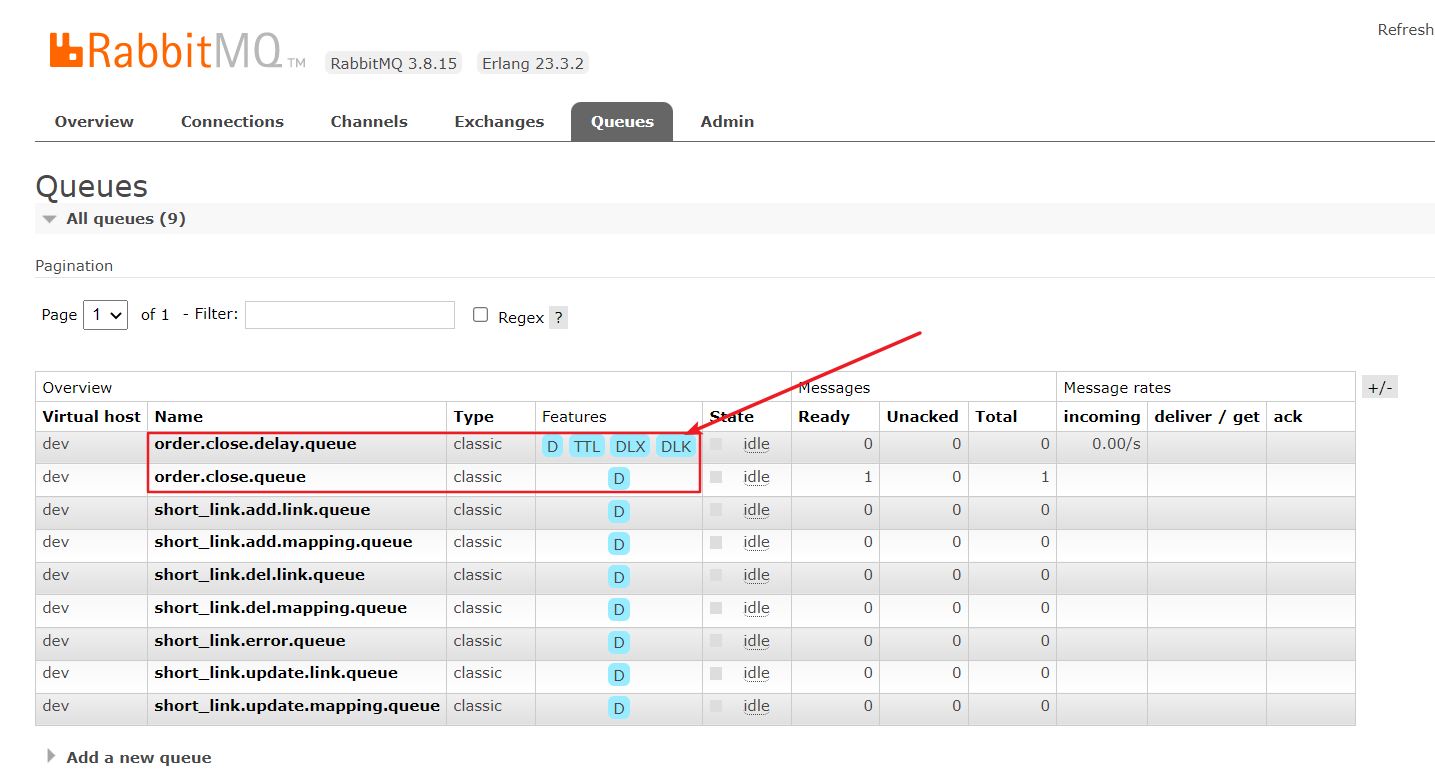 Refresh
RabbitMQ TM RabbitMQ 3.8.15 Erlang 23.3.2
Overview Connections Channels Exchanges Queues Admin
Queues
All queues (9)
Pagination
Page 1 of 1 - Filter: Regex ?
Overview Messages Message rates +/-
Virtual host Name Type Features State Ready Unacked Total incoming deliver / get ack
dev order.close.delay.queue classic D TTL DLX DLK idle 0 0 0 0.00/s
dev order.close.queue classic D idle 1 0 1
dev short_link.add.link.queue classic D idle 0 0 0
dev short_link.add.mapping.queue classic D idle 0 0 0
dev short_link.del.link.queue classic D idle 0 0 0
dev short_link.del.mapping.queue classic D idle 0 0 0
dev short_link.error.queue classic D idle 0 0 0
dev short_link.update.link.queue classic D idle 0 0 0
dev short_link.update.mapping.queue classic D idle 0 0 0
Add a new queue